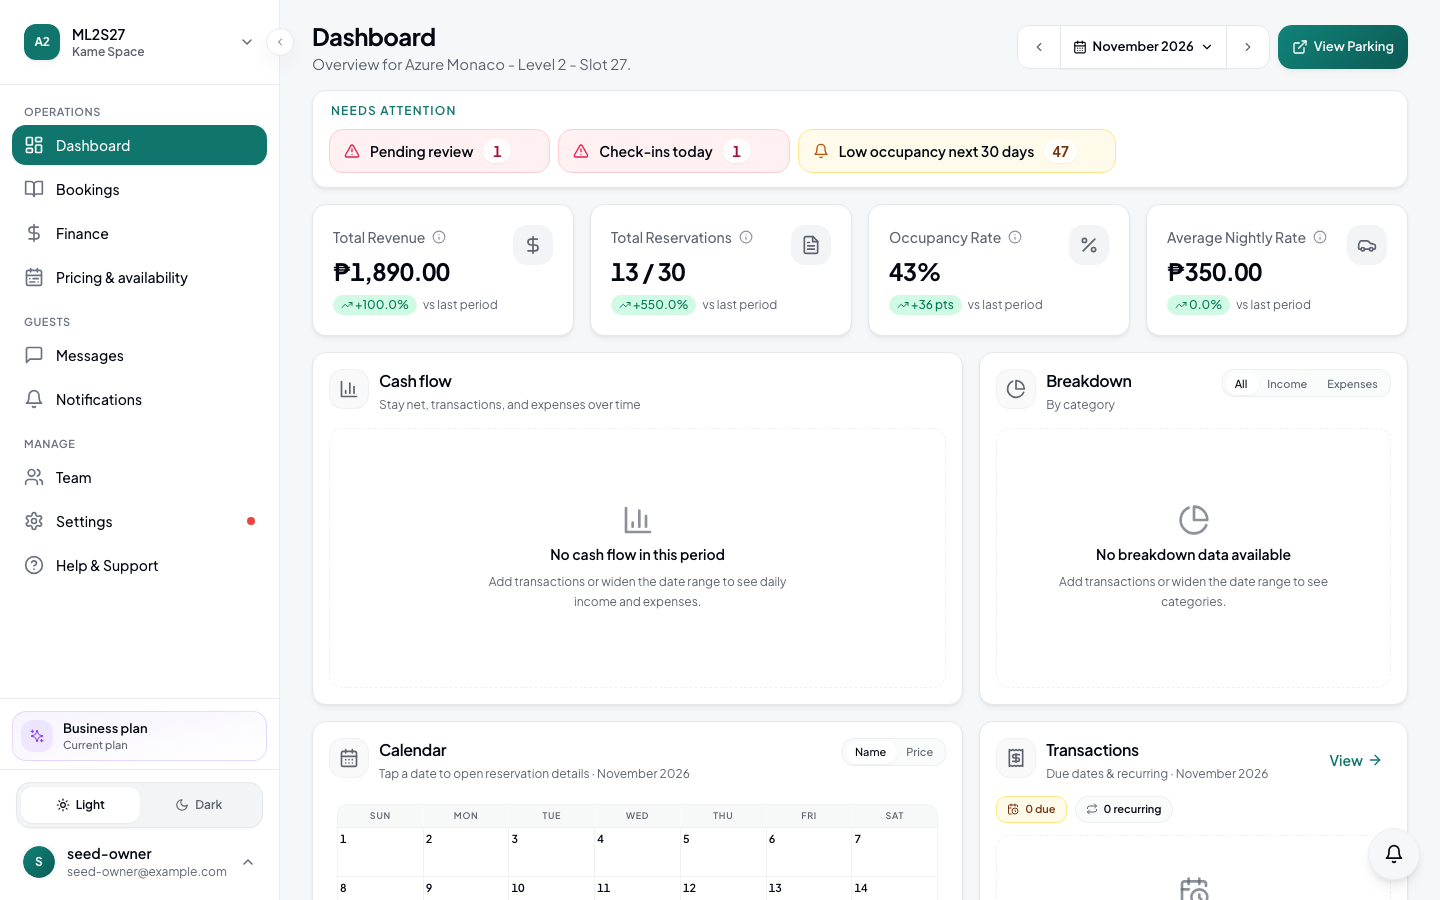 A2
ML2S27
Kame Space
OPERATIONS
Dashboard
Bookings
Finance
Pricing & availability
GUESTS
Messages
Notifications
MANAGE
Team
Settings
Help & Support
Business plan
Current plan
Light
Dark
S
seed-owner
seed-owner@example.com
Dashboard
Overview for Azure Monaco - Level 2 - Slot 27.
November 2026
View Parking
NEEDS ATTENTION
Pending review 1
Check-ins today 1
Low occupancy next 30 days 47
Total Revenue
₱1,890.00
+100.0% vs last period
Total Reservations
13 / 30
+550.0% vs last period
Occupancy Rate
43%
+36 pts vs last period
Average Nightly Rate
₱350.00
0.0% vs last period
Cash flow
Stay net, transactions, and expenses over time
No cash flow in this period
Add transactions or widen the date range to see daily
income and expenses.
Breakdown
By category
All Income Expenses
No breakdown data available
Add transactions or widen the date range to see
categories.
Calendar
Tap a date to open reservation details · November 2026
Name Price
SUN MON TUE WED THU FRI SAT
1 2 3 4 5 6 7
8 9 10 11 12 13 14
Transactions
Due dates & recurring · November 2026
View
0 due
0 recurring